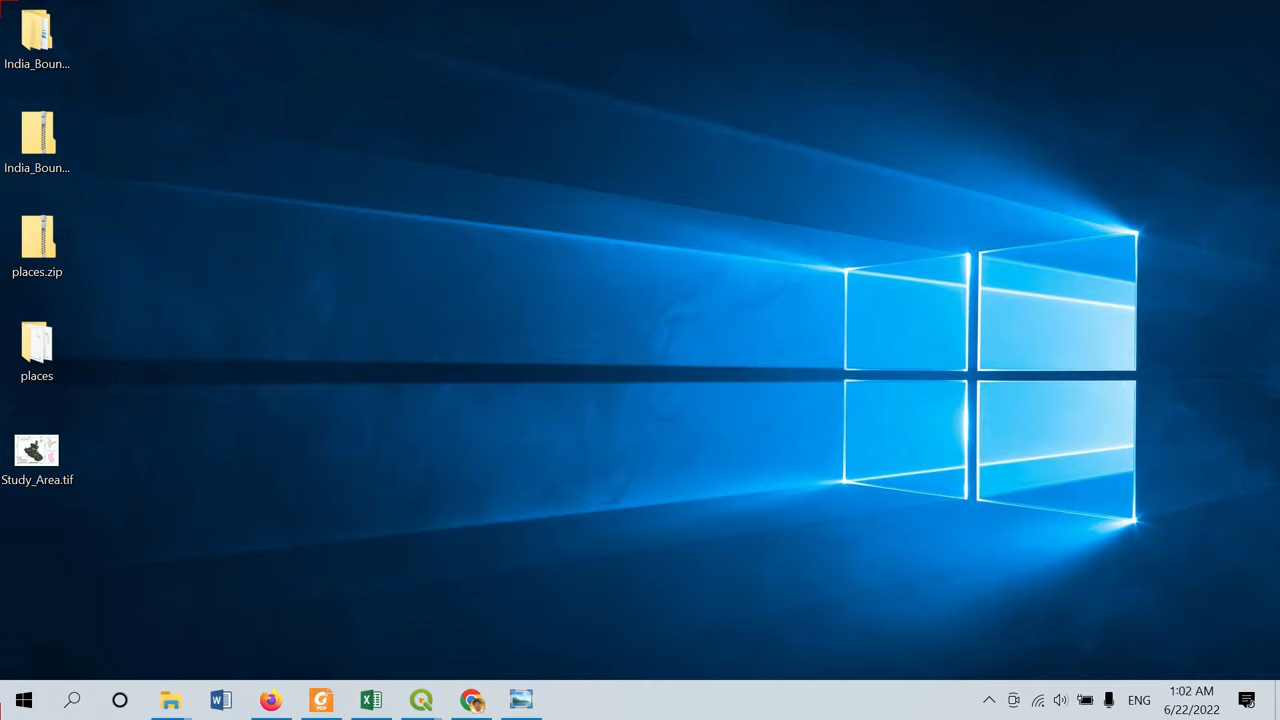 India_Boun...
India_Boun...
places.zip
places
Study_Area.tif
ENG
1:02 AM
6/22/2022